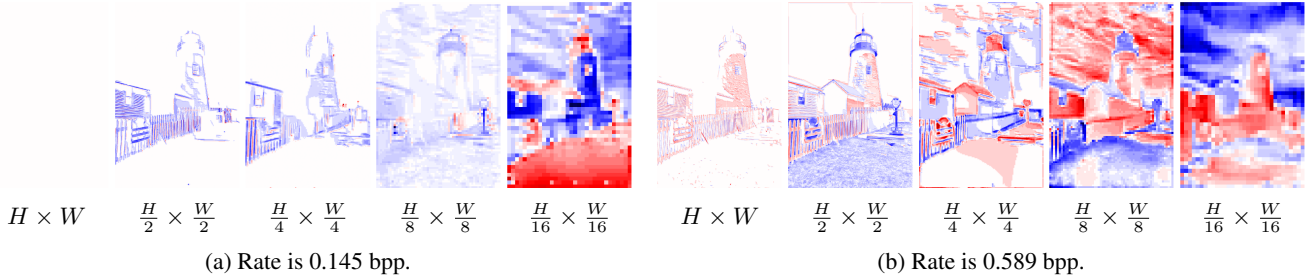 H × W   H/2 × W/2   H/4 × W/4   H/8 × W/8   H/16 × W/16   H × W   H/2 × W/2   H/4 × W/4   H/8 × W/8   H/16 × W/16
(a) Rate is 0.145 bpp.   (b) Rate is 0.589 bpp.